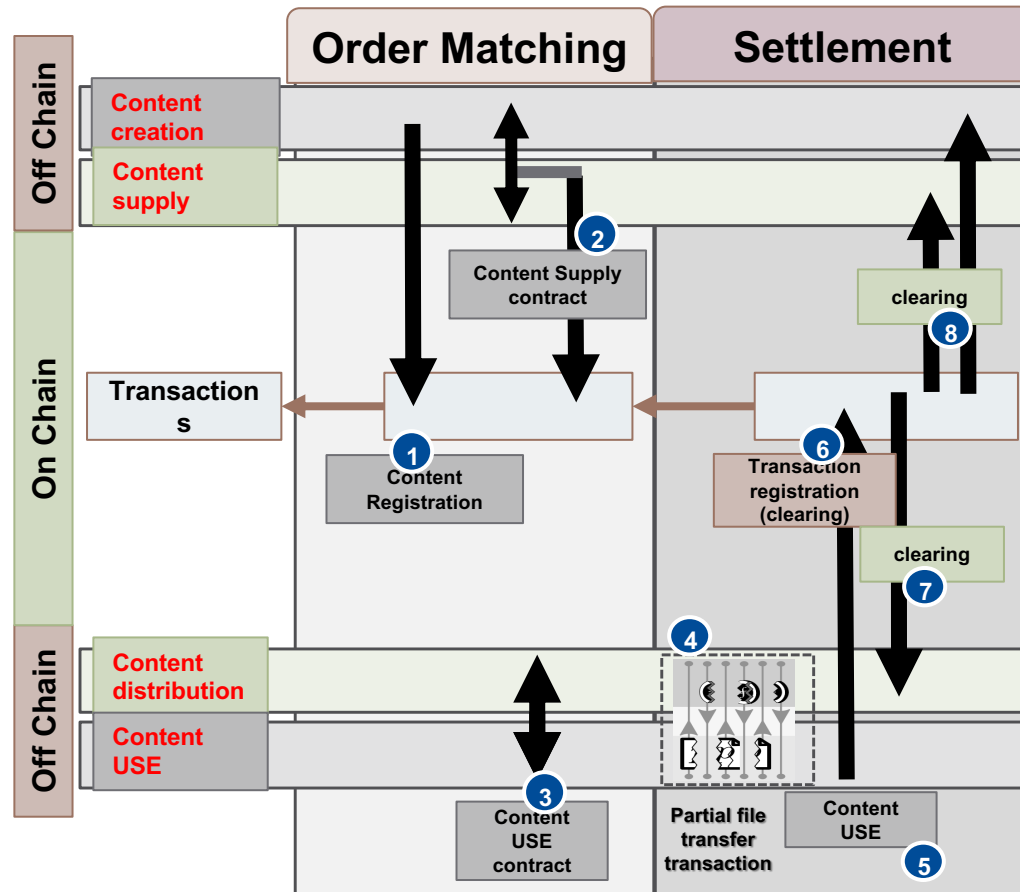 Order Matching
Settlement
Off Chain
Content
creation
Content
supply
2
Content Supply
contract
clearing
8
On Chain
Transaction
s
1
Content
Registration
6
Transaction
registration
(clearing)
clearing
7
Off Chain
Content
distribution
4
Content
USE
3
Content
USE
contract
Partial file
transfer
transaction
Content
USE
5